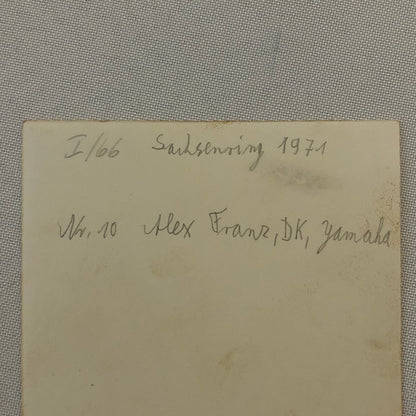 I/66 Sachsenring 1971
Nr. 10 Alex Franz, DK, Yamaha